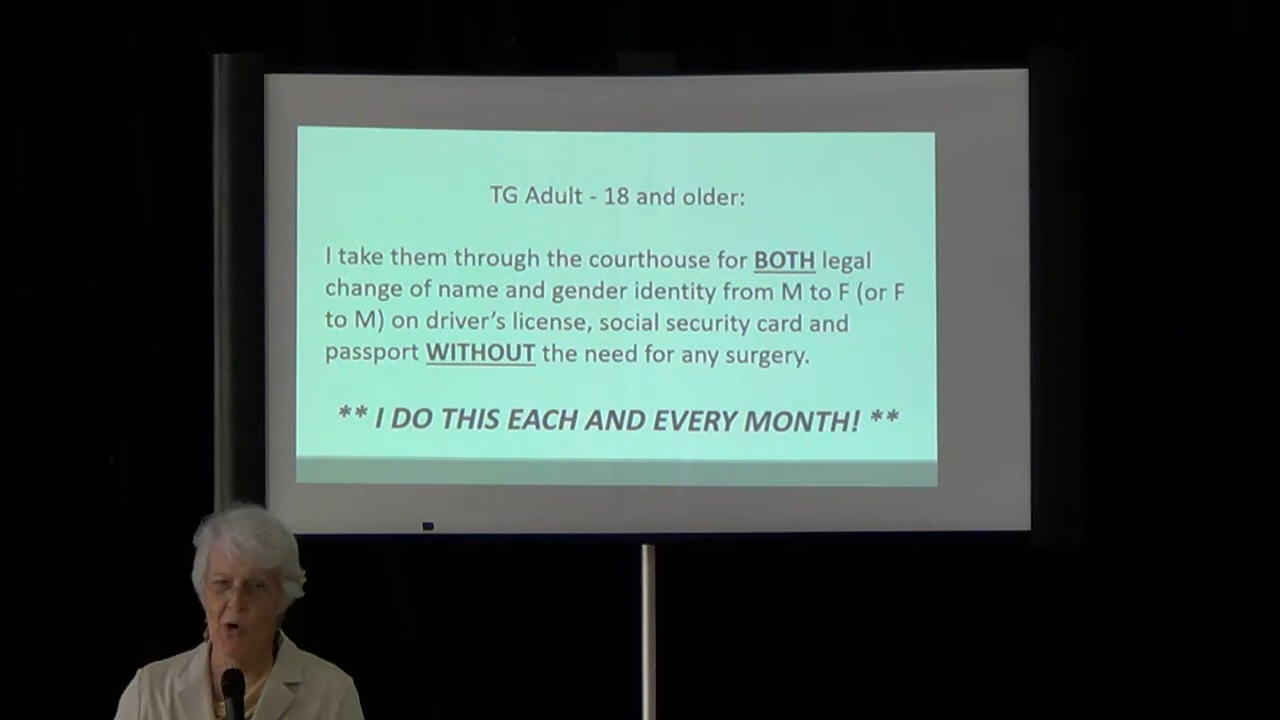 TG Adult - 18 and older:
I take them through the courthouse for BOTH legal
change of name and gender identity from M to F (or F
to M) on driver's license, social security card and
passport WITHOUT the need for any surgery.
** I DO THIS EACH AND EVERY MONTH! **